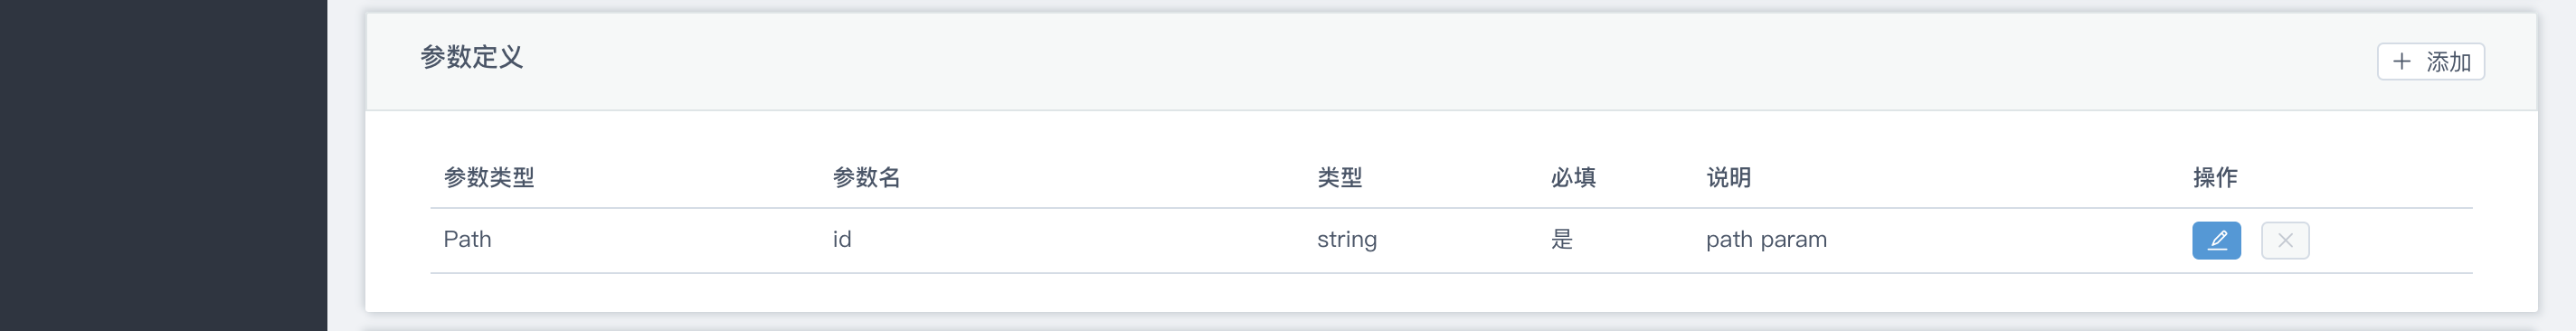 参数定义
添加
参数类型 参数名 类型 必填 说明 操作
Path id string 是 path param